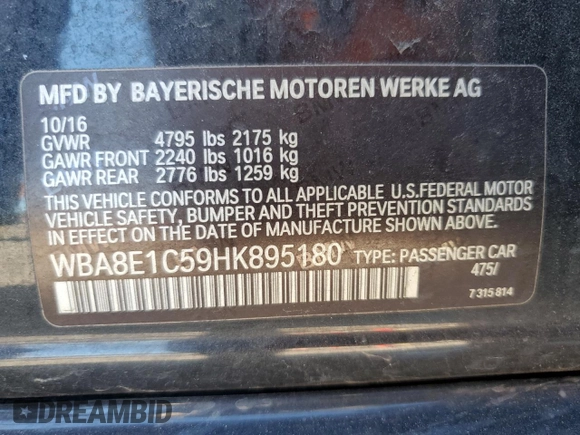 MFD BY BAYERISCHE MOTOREN WERKE AG
10/16
GVWR 4795 lbs 2175 kg
GAWR FRONT 2240 lbs 1016 kg
GAWR REAR 2776 lbs 1259 kg
THIS VEHICLE CONFORMS TO ALL APPLICABLE U.S.FEDERAL MOTOR
VEHICLE SAFETY, BUMPER AND THEFT PREVENTION STANDARDS
IN EFFECT ON THE DATE OF MANUFACTURE SHOWN ABOVE.
WBA8E1C59HK895180 TYPE: PASSENGER CAR
475/
7 315 814
DREAMBID